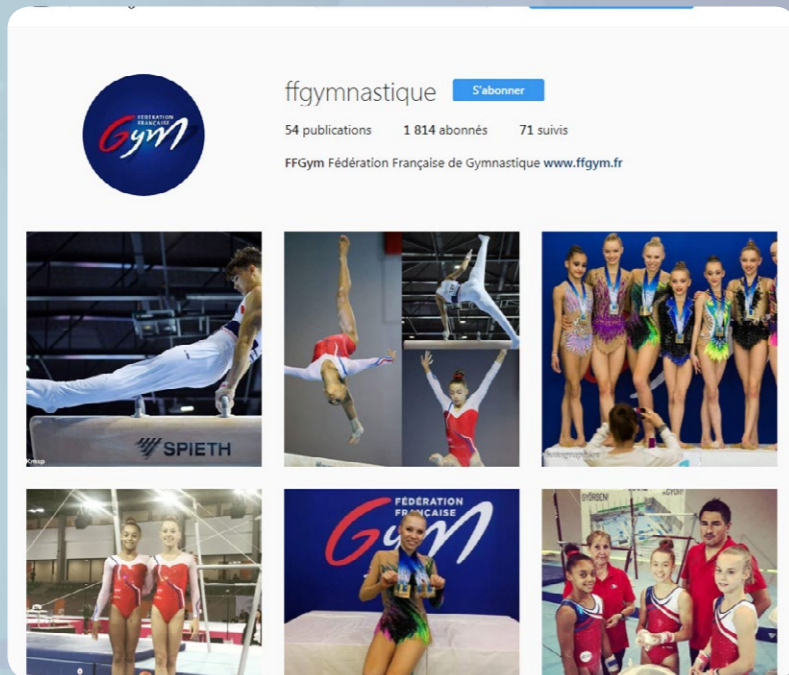 FÉDÉRATION
FRANÇAISE
Gym
ffgymnastique S'abonner
54 publications 1 814 abonnés 71 suivis
FFGym Fédération Française de Gymnastique www.ffgym.fr
SPIETH
FÉDÉRATION
FRANÇAISE
Gym
GYŐRBEN!